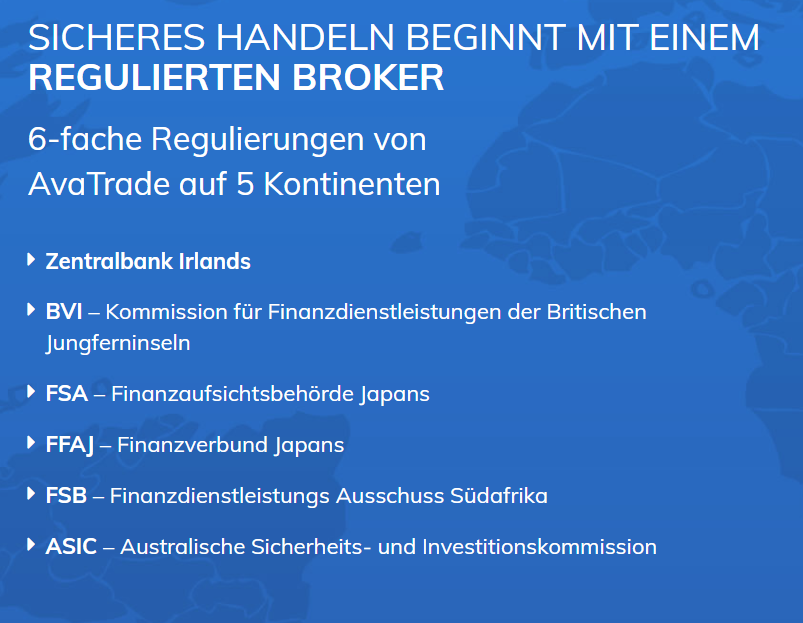 SICHERES HANDELN BEGINNT MIT EINEM
REGULIERTEN BROKER
6-fache Regulierungen von
AvaTrade auf 5 Kontinenten
Zentralbank Irlands
BVI – Kommission für Finanzdienstleistungen der Britischen
Jungferninseln
FSA – Finanzaufsichtsbehörde Japans
FFAJ – Finanzverbund Japans
FSB – Finanzdienstleistungs Ausschuss Südafrika
ASIC – Australische Sicherheits- und Investitionskommission